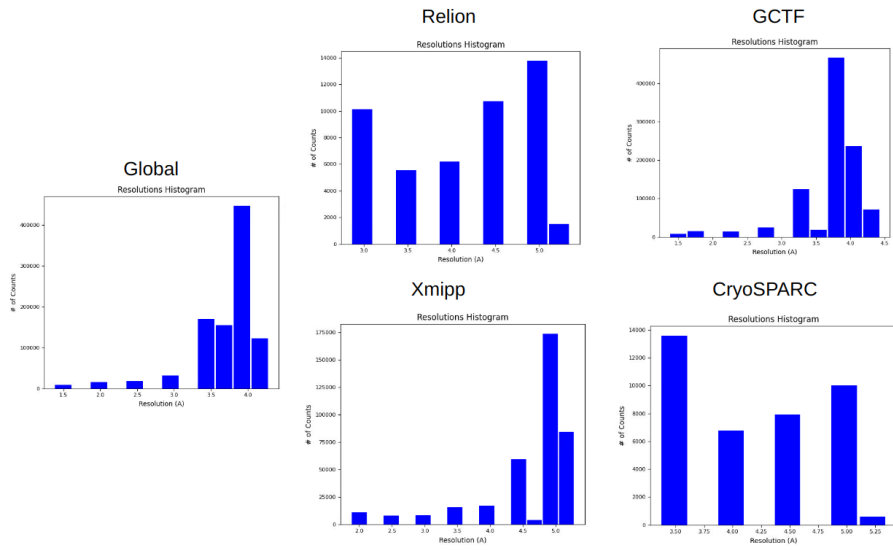 Relion
Resolutions Histogram
14000
12000
10000
8000
6000
4000
2000
0
# of Counts
3.0 3.5 4.0 4.5 5.0
Resolution (A)
GCTF
Resolutions Histogram
400000
300000
200000
100000
0
# of Counts
1.5 2.0 2.5 3.0 3.5 4.0 4.5
Resolution (A)
Global
Resolutions Histogram
400000
300000
200000
100000
0
# of Counts
1.5 2.0 2.5 3.0 3.5 4.0
Resolution (A)
Xmipp
Resolutions Histogram
175000
150000
125000
100000
75000
50000
25000
0
# of Counts
2.0 2.5 3.0 3.5 4.0 4.5 5.0
Resolution (A)
CryoSPARC
Resolutions Histogram
14000
12000
10000
8000
6000
4000
2000
0
# of Counts
3.50 3.75 4.00 4.25 4.50 4.75 5.00 5.25
Resolution (A)